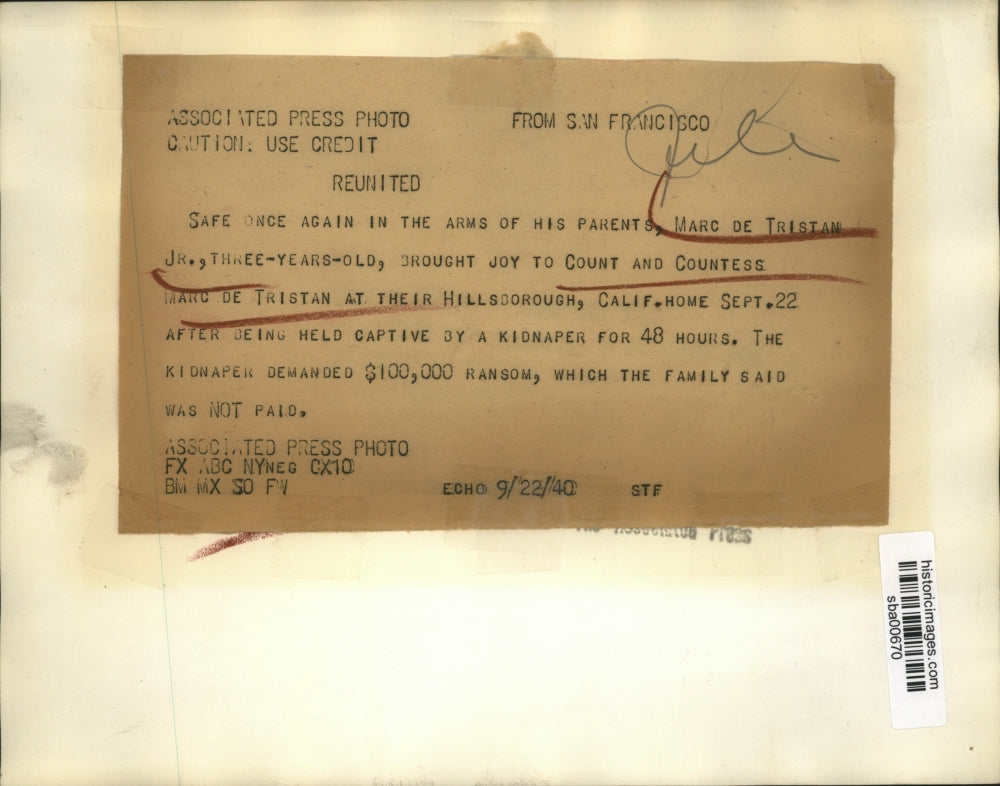 ASSOCIATED PRESS PHOTO FROM SAN FRANCISCO
CAUTION: USE CREDIT
REUNITED
SAFE ONCE AGAIN IN THE ARMS OF HIS PARENTS, MARC DE TRISTAN
JR.,THREE-YEARS-OLD, BROUGHT JOY TO COUNT AND COUNTESS
MARC DE TRISTAN AT THEIR HILLSBOROUGH, CALIF.HOME SEPT.22
AFTER BEING HELD CAPTIVE BY A KIDNAPER FOR 48 HOURS. THE
KIDNAPER DEMANDED $100,000 RANSOM, WHICH THE FAMILY SAID
WAS NOT PAID.
ASSOCIATED PRESS PHOTO
FX ABC NYNEG CX10
BM MX SO FW ECHO 9/22/40 STF
The Associated Press
historicimages.com
sba00670